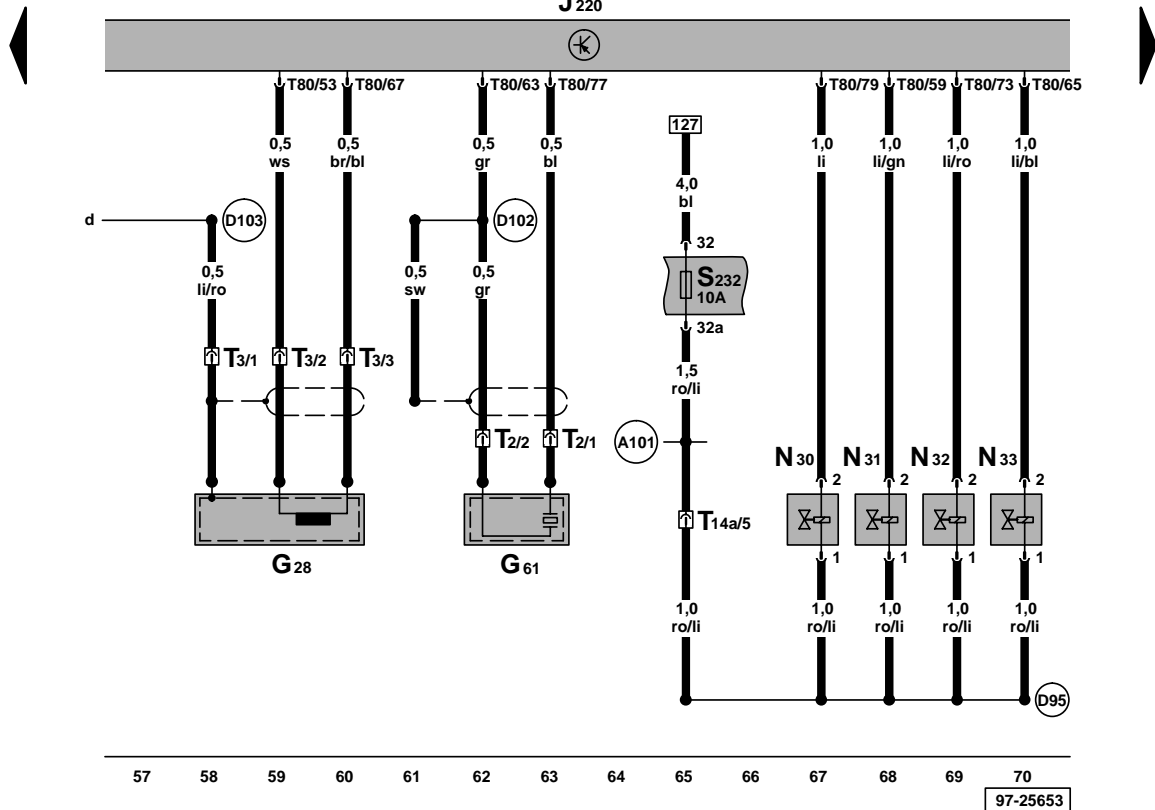 J 220
T80/53 T80/67 T80/63 T80/77 T80/79 T80/59 T80/73 T80/65
127
0,5 0,5 0,5 0,5 1,0 1,0 1,0 1,0
ws br/bl gr bl li li/gn li/ro li/bl
4,0
bl
d D103 D102
32
0,5 0,5 0,5
li/ro sw gr
S232
10A
32a
T3/1 T3/2 T3/3
1,5
ro/li
T2/2 T2/1 A101
N30 N31 N32 N33
2 2 2 2
T14a/5
G28 G61
1 1 1 1
1,0 1,0 1,0 1,0 1,0
ro/li ro/li ro/li ro/li ro/li
D95
57 58 59 60 61 62 63 64 65 66 67 68 69 70
97-25653